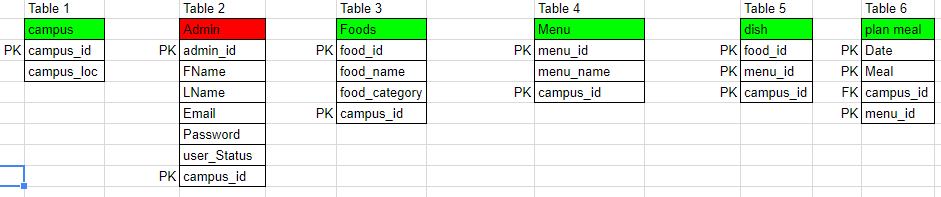 Table 1 Table 2 Table 3 Table 4 Table 5 Table 6
campus Admin Foods Menu dish plan meal
PK campus_id PK admin_id PK food_id PK menu_id PK food_id PK Date
campus_loc FName food_name menu_name PK menu_id PK Meal
LName food_category PK campus_id PK campus_id FK campus_id
Email PK campus_id PK menu_id
Password
user_Status
PK campus_id